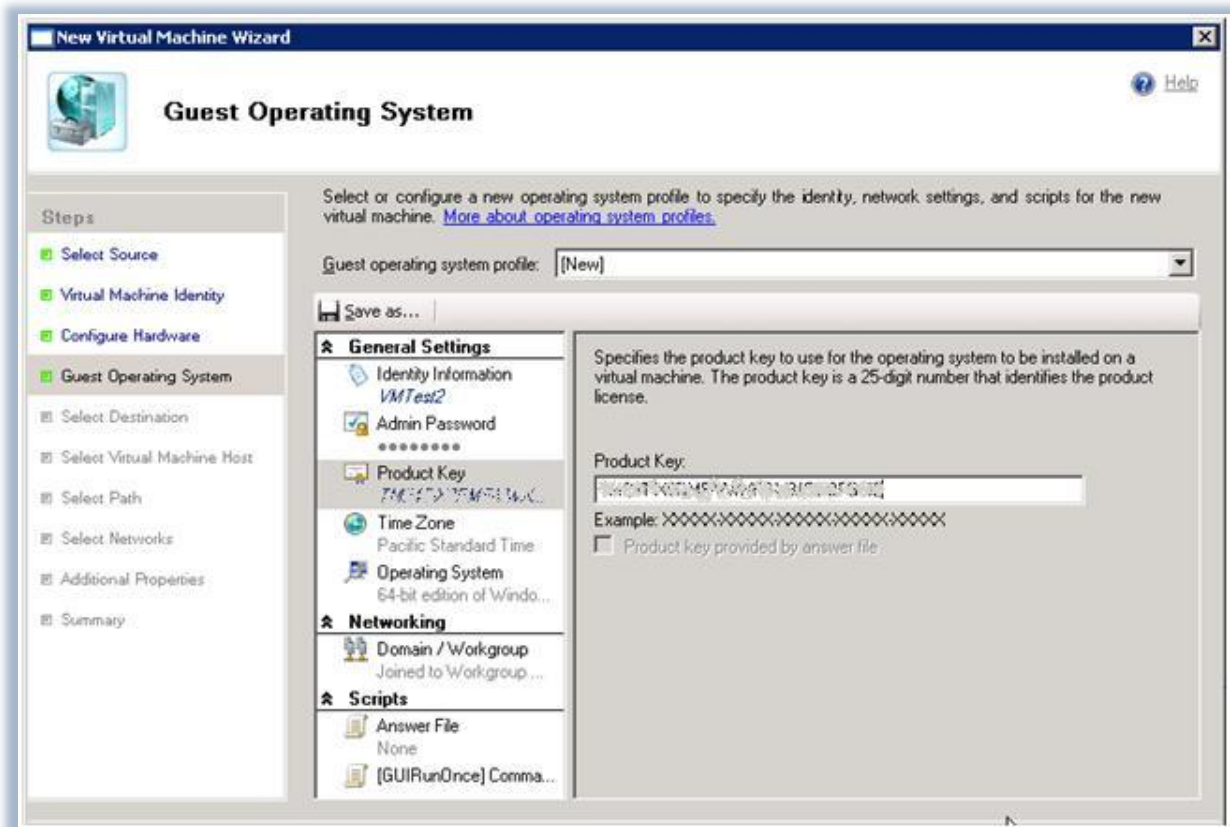 New Virtual Machine Wizard
Help
Guest Operating System
Steps
Select Source
Virtual Machine Identity
Configure Hardware
Guest Operating System
Select Destination
Select Virtual Machine Host
Select Path
Select Networks
Additional Properties
Summary
Select or configure a new operating system profile to specify the identity, network settings, and scripts for the new
virtual machine. More about operating system profiles.
Guest operating system profile: [New]
Save as...
General Settings
Identity Information
VMTest2
Admin Password
Product Key
Time Zone
Pacific Standard Time
Operating System
64-bit edition of Windo...
Networking
Domain / Workgroup
Joined to Workgroup ...
Scripts
Answer File
None
[GUIRunOnce] Comma...
Specifies the product key to use for the operating system to be installed on a
virtual machine. The product key is a 25-digit number that identifies the product
license.
Product Key:
Example: XXXXX-XXXXX-XXXXX-XXXXX-XXXXX
Product key provided by answer file